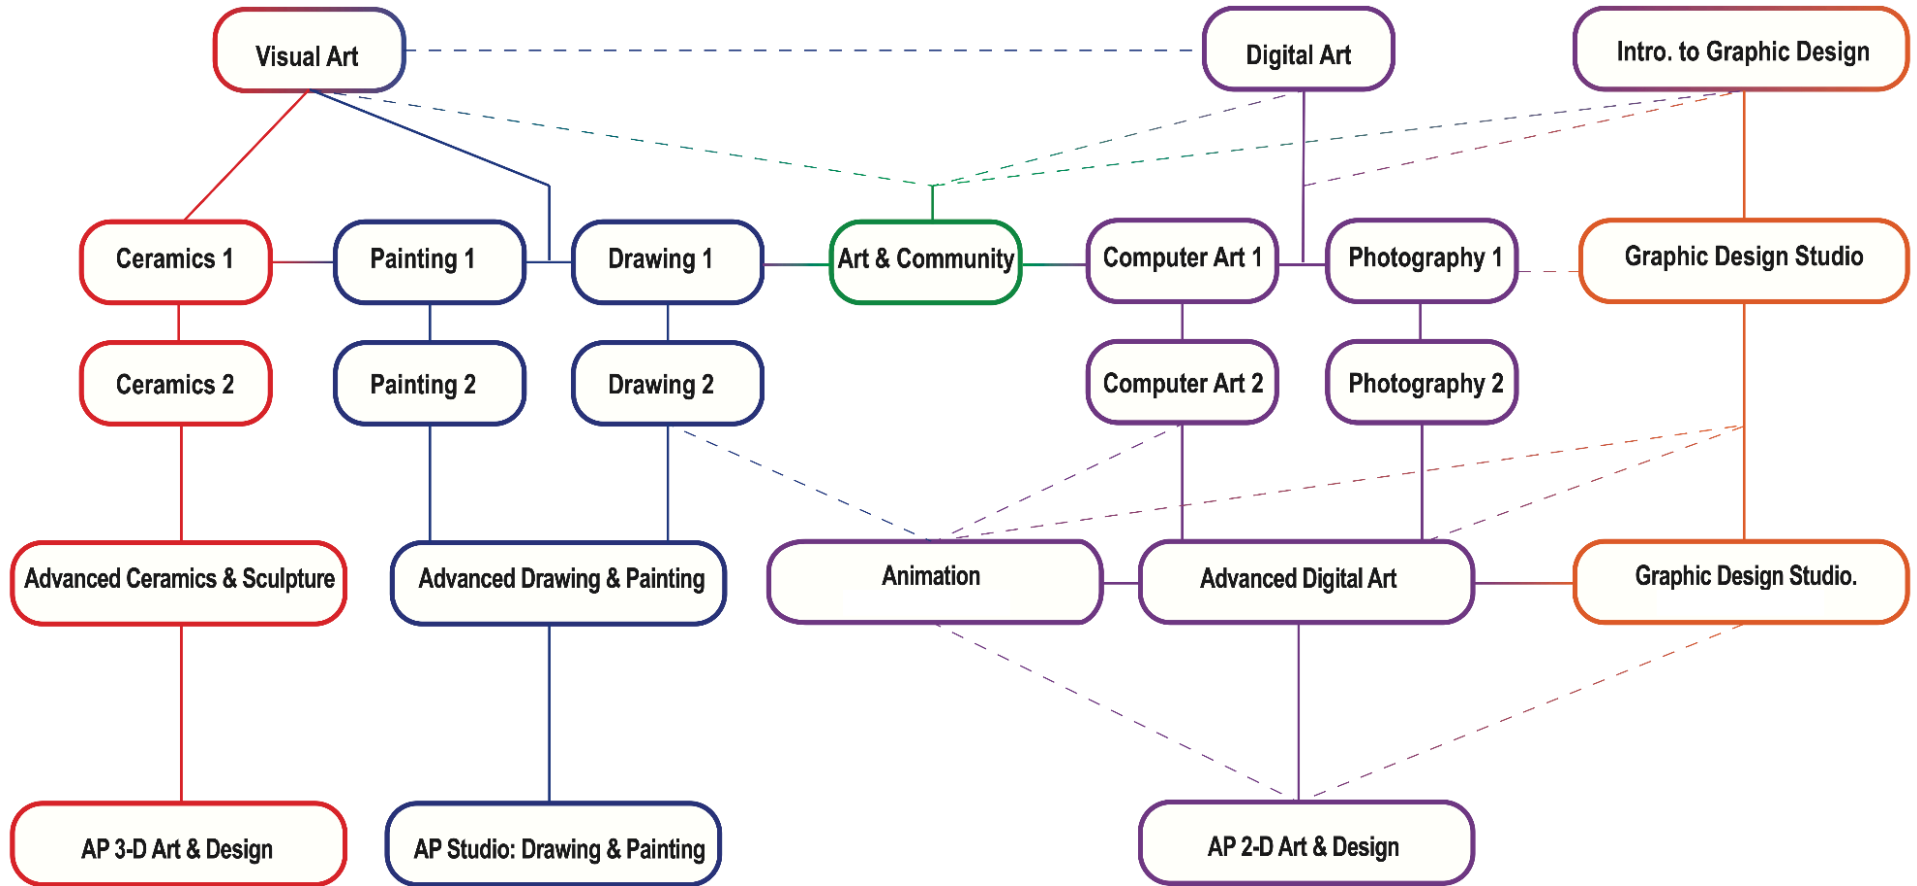 Visual Art
Digital Art
Intro. to Graphic Design
Ceramics 1
Painting 1
Drawing 1
Art & Community
Computer Art 1
Photography 1
Graphic Design Studio
Ceramics 2
Painting 2
Drawing 2
Computer Art 2
Photography 2
Advanced Ceramics & Sculpture
Advanced Drawing & Painting
Animation
Advanced Digital Art
Graphic Design Studio.
AP 3-D Art & Design
AP Studio: Drawing & Painting
AP 2-D Art & Design